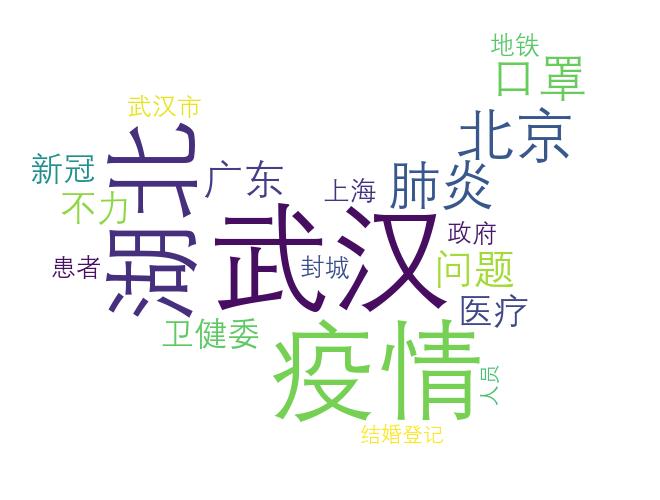 地铁
口罩
武汉市
北京
湖北
新冠
广东
肺炎
上海
不力
武汉
政府
患者
封城
问题
医疗
卫健委
疫情
人员
结婚登记